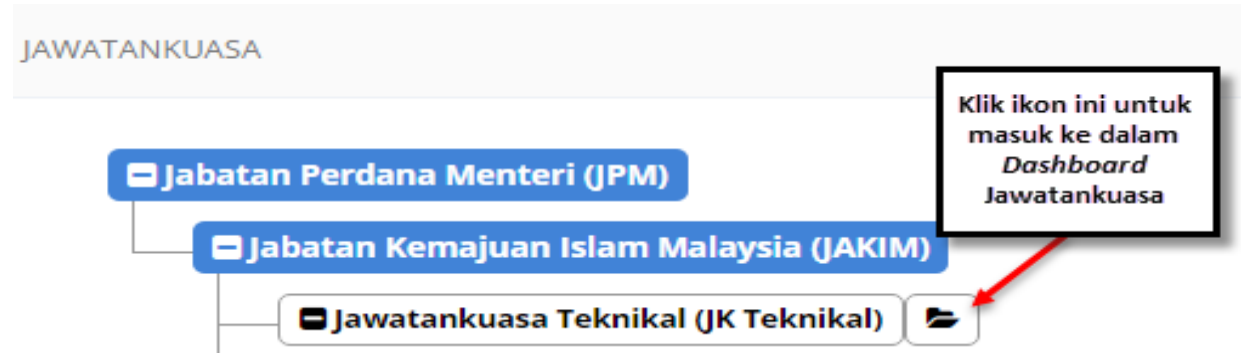 JAWATANKUASA
Klik ikon ini untuk
masuk ke dalam
Dashboard
Jawatankuasa
Jabatan Perdana Menteri (JPM)
Jabatan Kemajuan Islam Malaysia (JAKIM)
Jawatankuasa Teknikal (JK Teknikal)